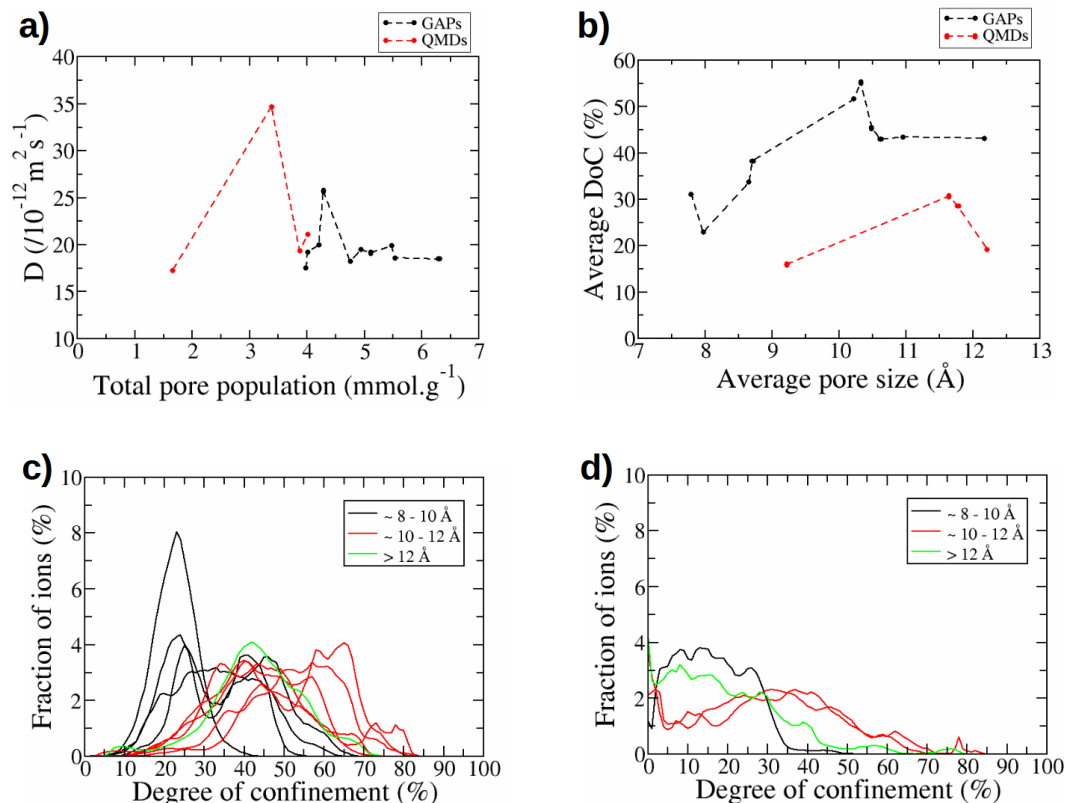 a)
GAPs
QMDs
40
35
30
25
20
15
10
D (/10⁻¹² m² s⁻¹)
0 1 2 3 4 5 6 7
Total pore population (mmol.g⁻¹)
b)
GAPs
QMDs
60
50
40
30
20
10
0
Average DoC (%)
7 8 9 10 11 12 13
Average pore size (Å)
c)
10
8
6
4
2
0
Fraction of ions (%)
~ 8 - 10 Å
~ 10 - 12 Å
> 12 Å
0 10 20 30 40 50 60 70 80 90 100
Degree of confinement (%)
d)
10
8
6
4
2
0
Fraction of ions (%)
~ 8 - 10 Å
~ 10 - 12 Å
> 12 Å
0 10 20 30 40 50 60 70 80 90 100
Degree of confinement (%)